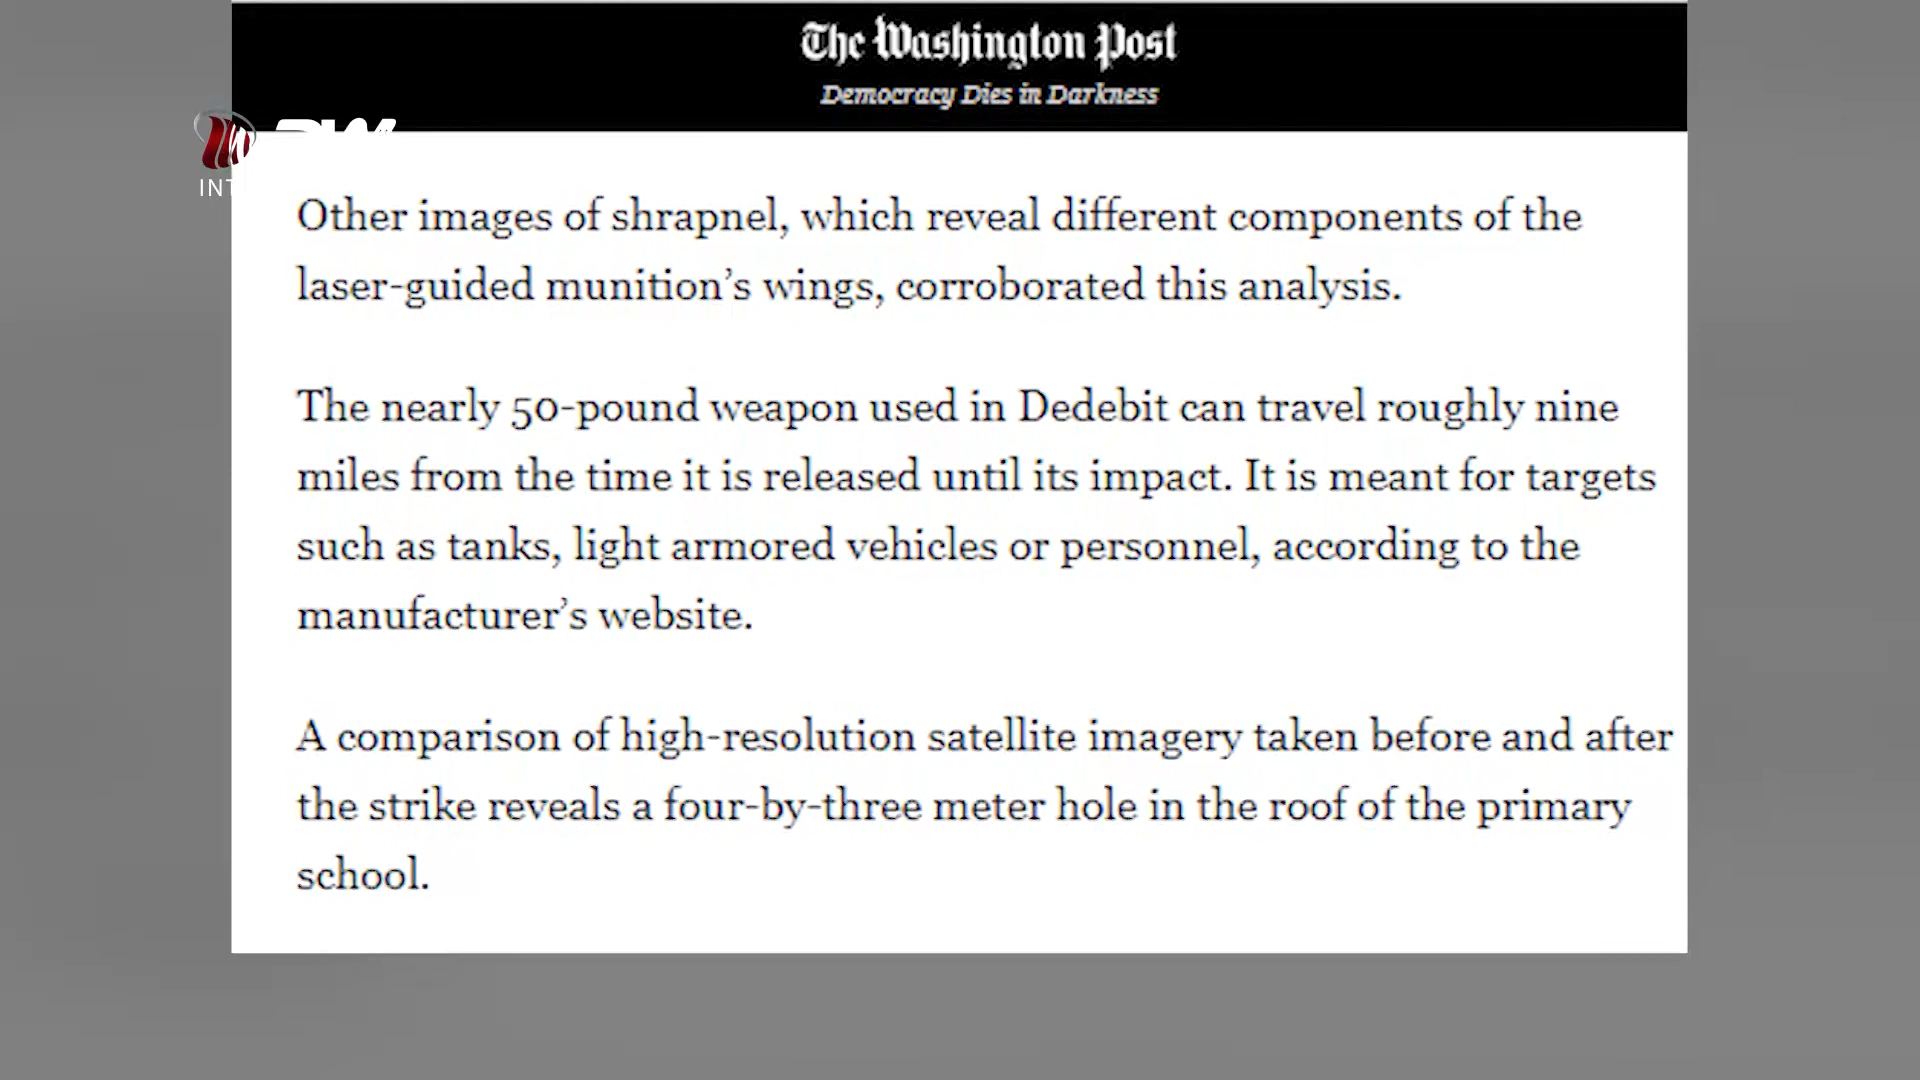 The Washington Post
Democracy Dies in Darkness
INT
Other images of shrapnel, which reveal different components of the
laser-guided munition’s wings, corroborated this analysis.
The nearly 50-pound weapon used in Dedebit can travel roughly nine
miles from the time it is released until its impact. It is meant for targets
such as tanks, light armored vehicles or personnel, according to the
manufacturer’s website.
A comparison of high-resolution satellite imagery taken before and after
the strike reveals a four-by-three meter hole in the roof of the primary
school.